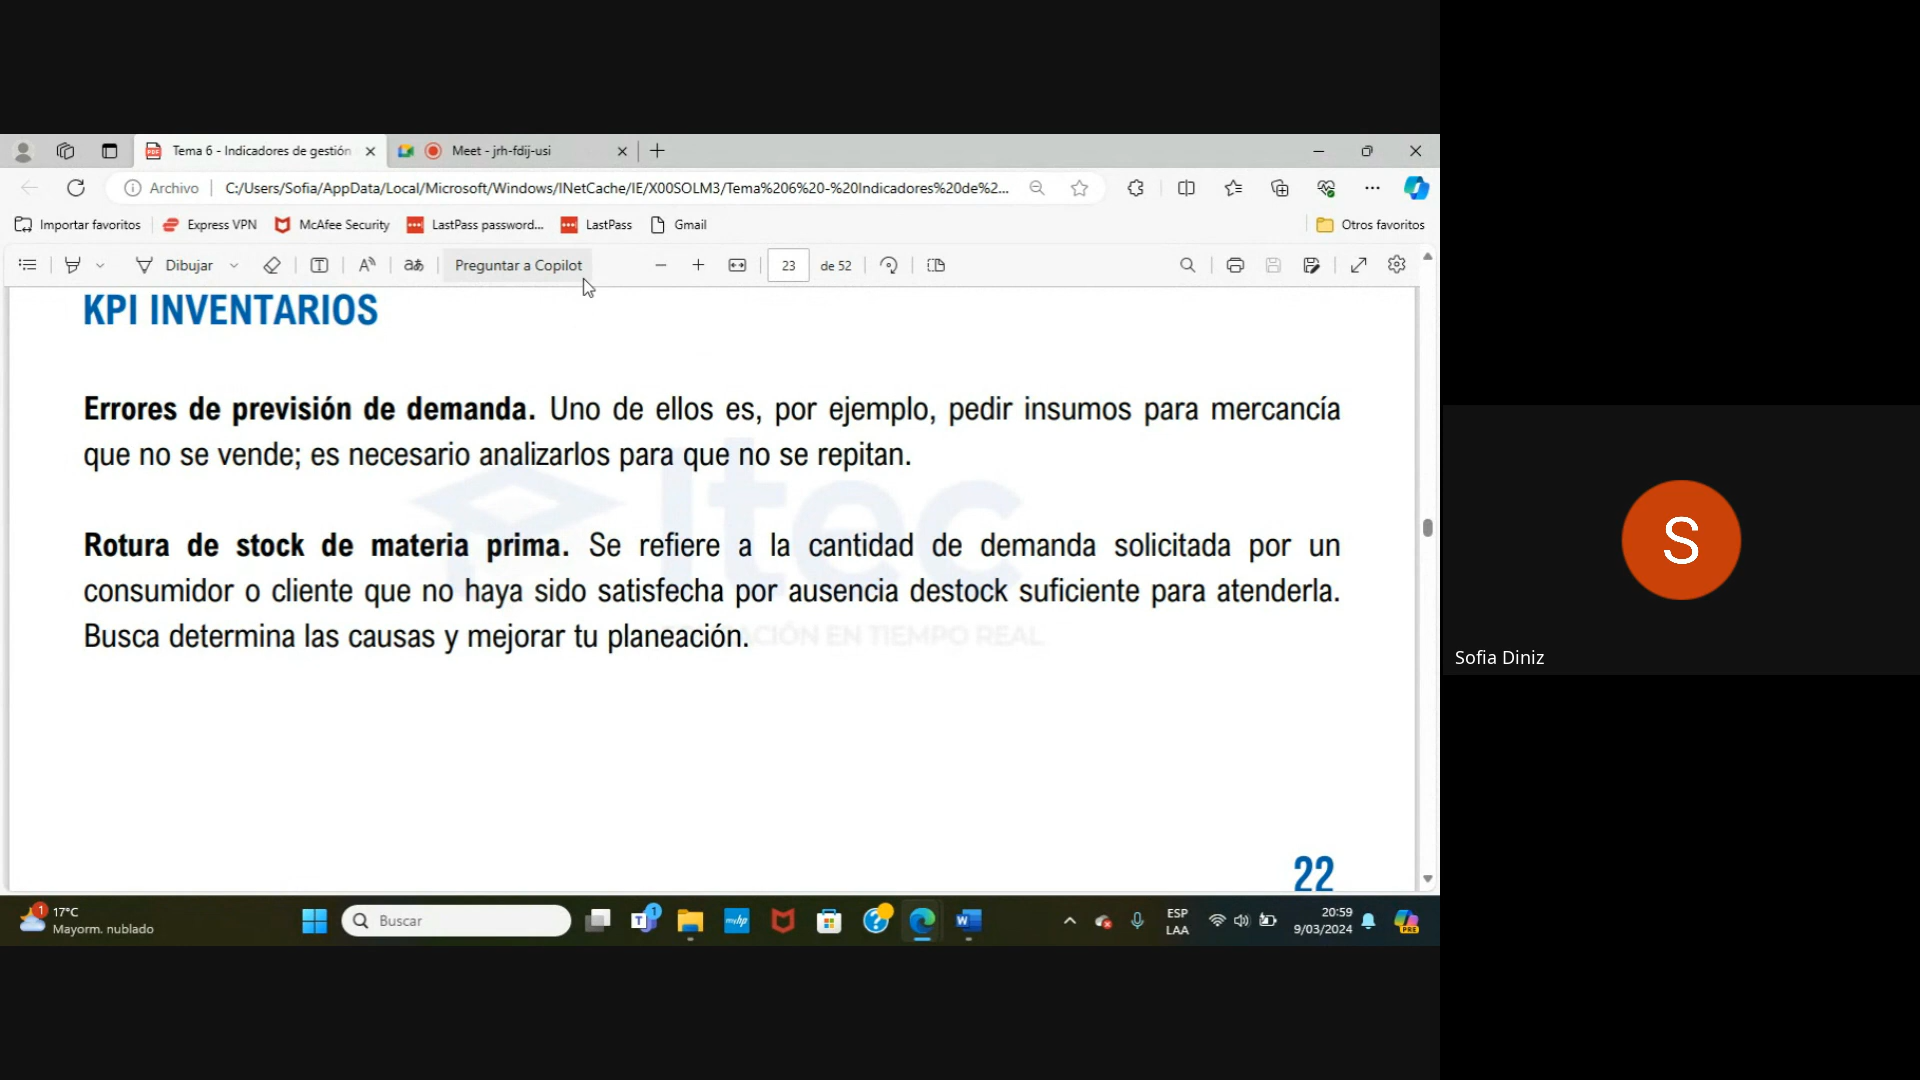 Tema 6 - Indicadores de gestión
Meet - jrh-fdij-usi
Archivo
C:/Users/Sofia/AppData/Local/Microsoft/Windows/INetCache/IE/X00SOLM3/Tema%206%20-%20Indicadores%20de%2...
Importar favoritos
Express VPN
McAfee Security
LastPass password...
LastPass
Gmail
Otros favoritos
Dibujar
Preguntar a Copilot
23
de 52
KPI INVENTARIOS
Errores de previsión de demanda. Uno de ellos es, por ejemplo, pedir insumos para mercancía
que no se vende; es necesario analizarlos para que no se repitan.
Itec
Rotura de stock de materia prima. Se refiere a la cantidad de demanda solicitada por un
consumidor o cliente que no haya sido satisfecha por ausencia destock suficiente para atenderla.
Busca determina las causas y mejorar tu planeación.
EN TIEMPO REAL
22
S
Sofia Diniz
1
17°C
Mayorm. nublado
Buscar
1
ESP
LAA
20:59
9/03/2024